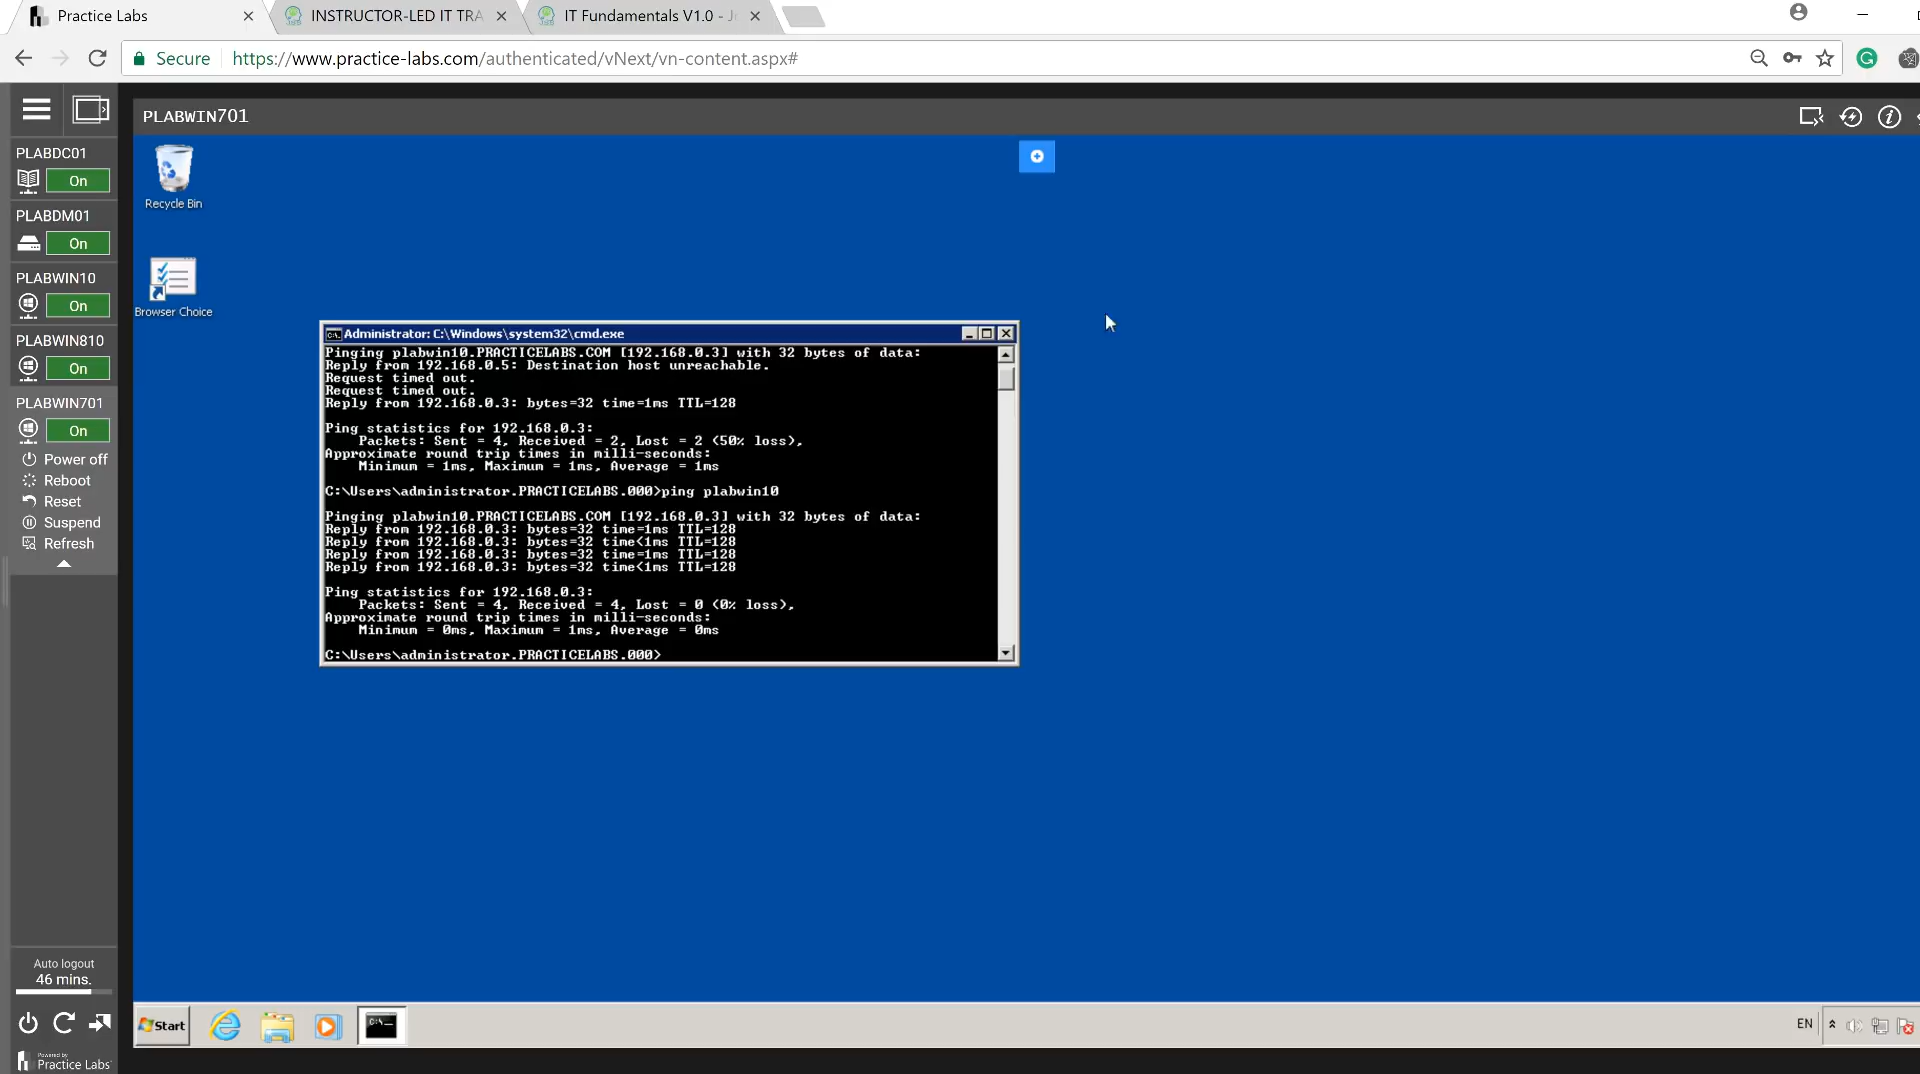 Practice Labs
INSTRUCTOR-LED IT TRA
IT Fundamentals V1.0 - J
Secure
https://www.practice-labs.com/authenticated/vNext/vn-content.aspx#
PLABWIN701
PLABDC01
On
PLABDM01
On
PLABWIN10
On
PLABWIN810
On
PLABWIN701
On
Power off
Reboot
Reset
Suspend
Refresh
Auto logout
46 mins.
Powered by
Practice Labs
Recycle Bin
Browser Choice
Administrator: C:\Windows\system32\cmd.exe
Pinging plabwin10.PRACTICELABS.COM [192.168.0.3] with 32 bytes of data:
Reply from 192.168.0.5: Destination host unreachable.
Request timed out.
Request timed out.
Reply from 192.168.0.3: bytes=32 time=1ms TTL=128
Ping statistics for 192.168.0.3:
Packets: Sent = 4, Received = 2, Lost = 2 (50% loss),
Approximate round trip times in milli-seconds:
Minimum = 1ms, Maximum = 1ms, Average = 1ms
C:\Users\administrator.PRACTICELABS.000>ping plabwin10
Pinging plabwin10.PRACTICELABS.COM [192.168.0.3] with 32 bytes of data:
Reply from 192.168.0.3: bytes=32 time=1ms TTL=128
Reply from 192.168.0.3: bytes=32 time<1ms TTL=128
Reply from 192.168.0.3: bytes=32 time=1ms TTL=128
Reply from 192.168.0.3: bytes=32 time<1ms TTL=128
Ping statistics for 192.168.0.3:
Packets: Sent = 4, Received = 4, Lost = 0 (0% loss),
Approximate round trip times in milli-seconds:
Minimum = 0ms, Maximum = 1ms, Average = 0ms
C:\Users\administrator.PRACTICELABS.000>
Start
EN